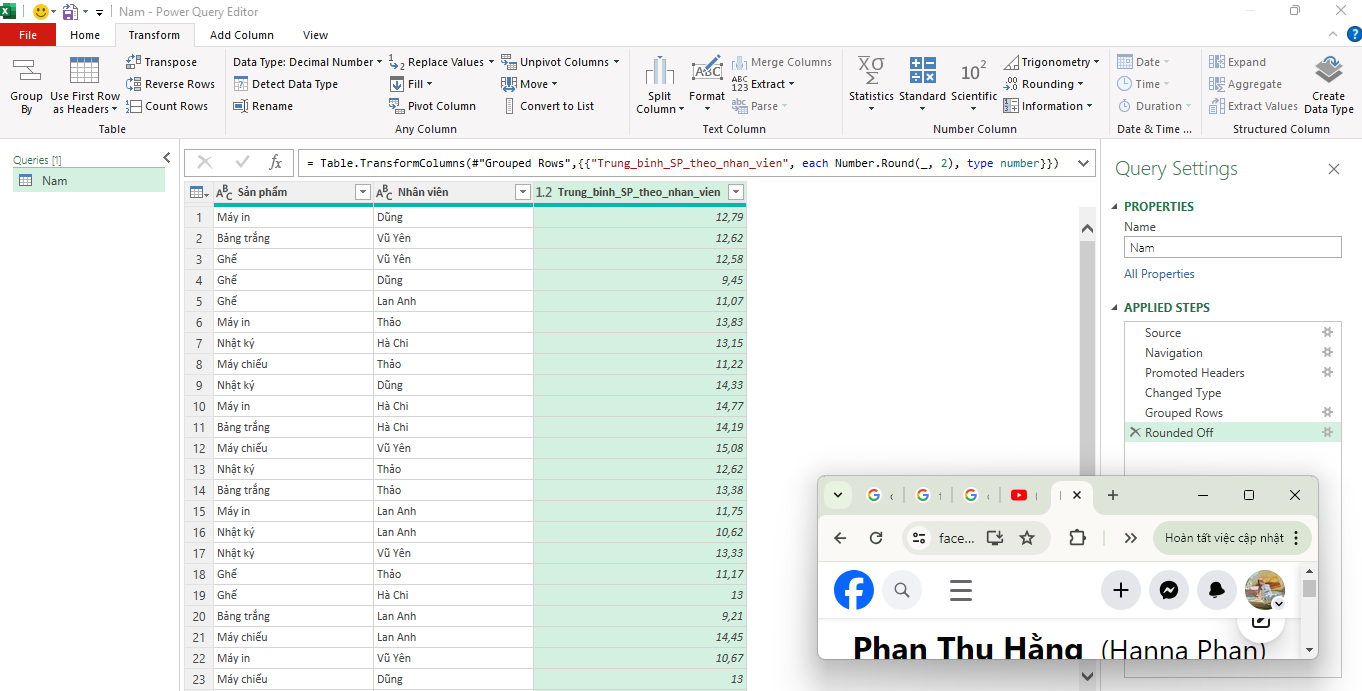 Nam - Power Query Editor
File Home Transform Add Column View
Group By
Use First Row as Headers
Transpose
Reverse Rows
Count Rows
Table
Data Type: Decimal Number
Detect Data Type
Rename
Replace Values
Fill
Pivot Column
Unpivot Columns
Move
Convert to List
Any Column
Split Column
Format
ABC
Merge Columns
ABC 123 Extract
abc Parse
Text Column
XΣσ Statistics
Standard
10² Scientific
Trigonometry
.00 Rounding
Information
Number Column
Date
Time
Duration
Date & Time ...
Expand
Aggregate
Extract Values
Create Data Type
Structured Column
Queries [1]
Nam
fx = Table.TransformColumns(#"Grouped Rows",{{"Trung_binh_SP_theo_nhan_vien", each Number.Round(_, 2), type number}})
ABC Sản phẩm ABC Nhân viên 1.2 Trung_binh_SP_theo_nhan_vien
1 Máy in Dũng 12,79
2 Bảng trắng Vũ Yên 12,62
3 Ghế Vũ Yên 12,58
4 Ghế Dũng 9,45
5 Ghế Lan Anh 11,07
6 Máy in Thảo 13,83
7 Nhật ký Hà Chi 13,15
8 Máy chiếu Thảo 11,22
9 Nhật ký Dũng 14,33
10 Máy in Hà Chi 14,77
11 Bảng trắng Hà Chi 14,19
12 Máy chiếu Vũ Yên 15,08
13 Nhật ký Thảo 12,62
14 Bảng trắng Thảo 13,38
15 Máy in Lan Anh 11,75
16 Nhật ký Lan Anh 10,62
17 Nhật ký Vũ Yên 13,33
18 Ghế Thảo 11,17
19 Ghế Hà Chi 13
20 Bảng trắng Lan Anh 9,21
21 Máy chiếu Lan Anh 14,45
22 Máy in Vũ Yên 10,67
23 Máy chiếu Dũng 13
Query Settings
PROPERTIES
Name
Nam
All Properties
APPLIED STEPS
Source
Navigation
Promoted Headers
Changed Type
Grouped Rows
Rounded Off
face...
Hoàn tất việc cập nhật
Phan Thu Hằng (Hanna Phan)